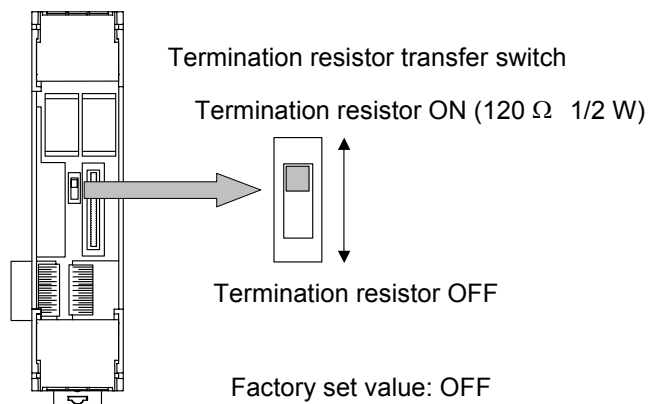 Termination resistor transfer switch
Termination resistor ON (120 Ω 1/2 W)
Termination resistor OFF
Factory set value: OFF